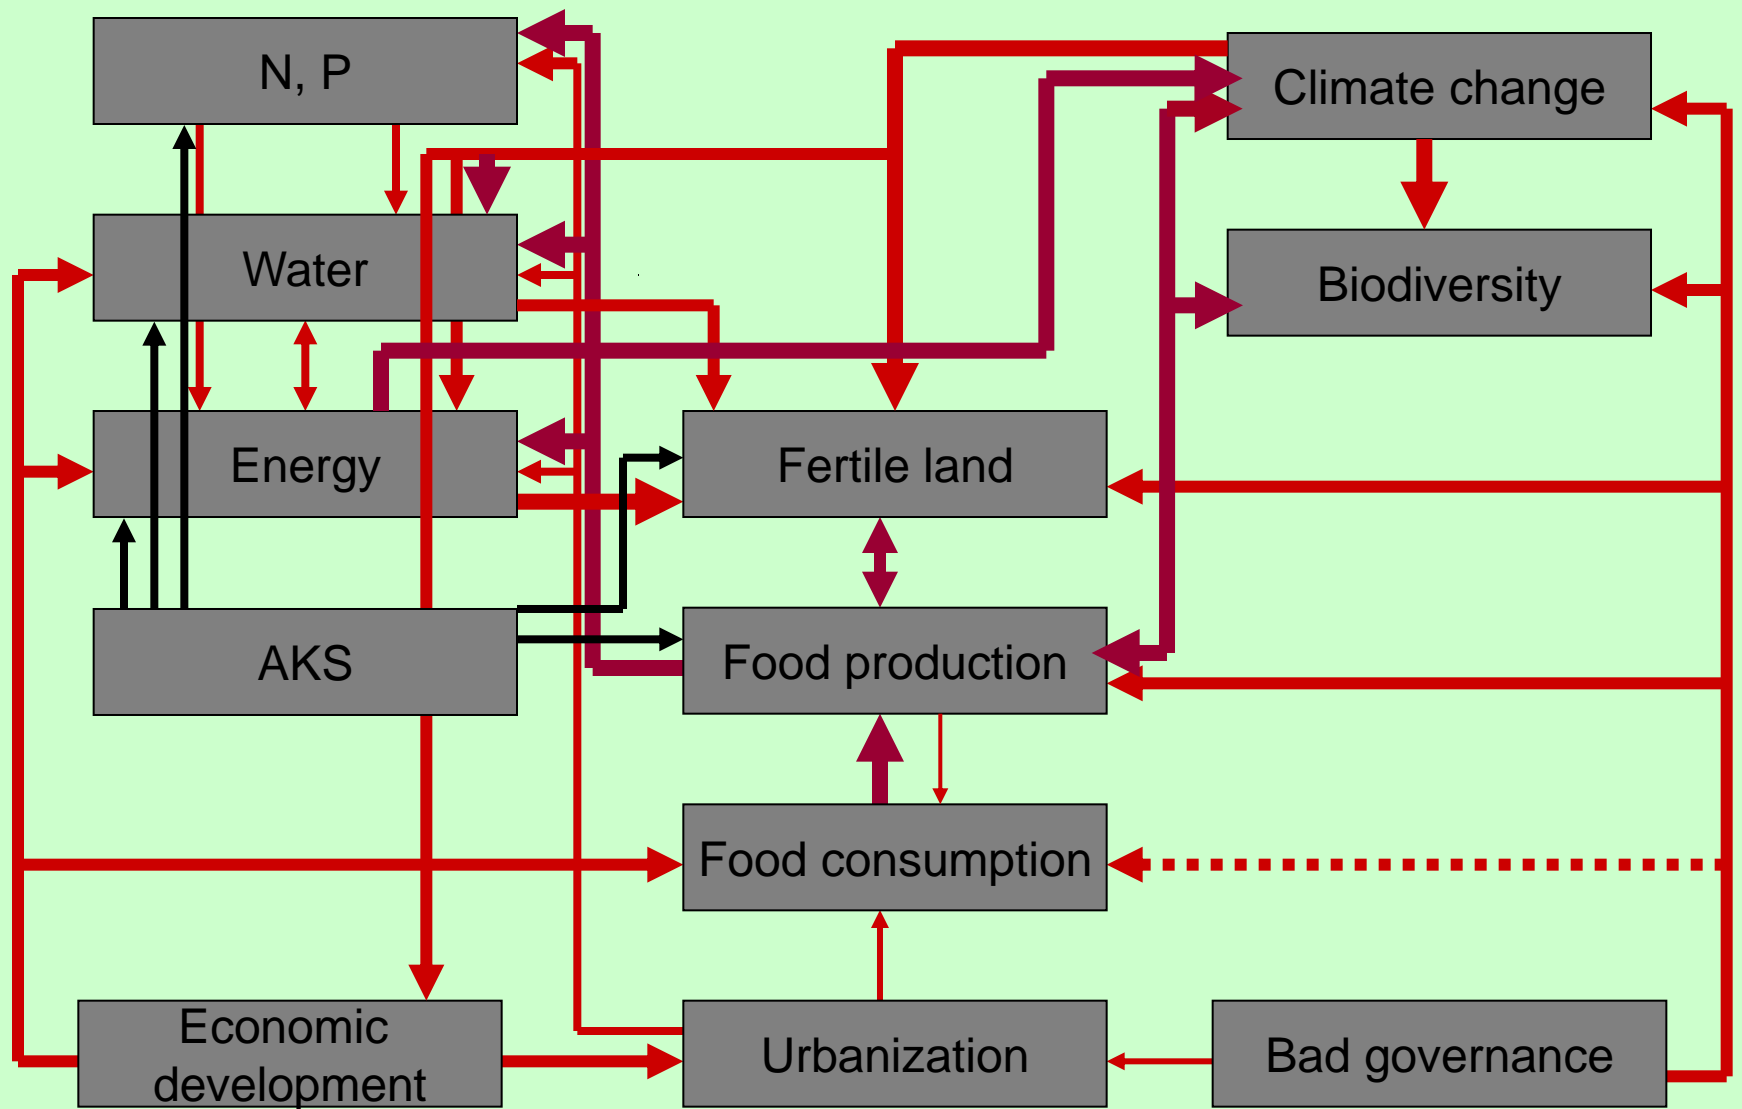 N, P
Climate change
Water
Biodiversity
Energy
Fertile land
AKS
Food production
Food consumption
Economic
development
Urbanization
Bad governance